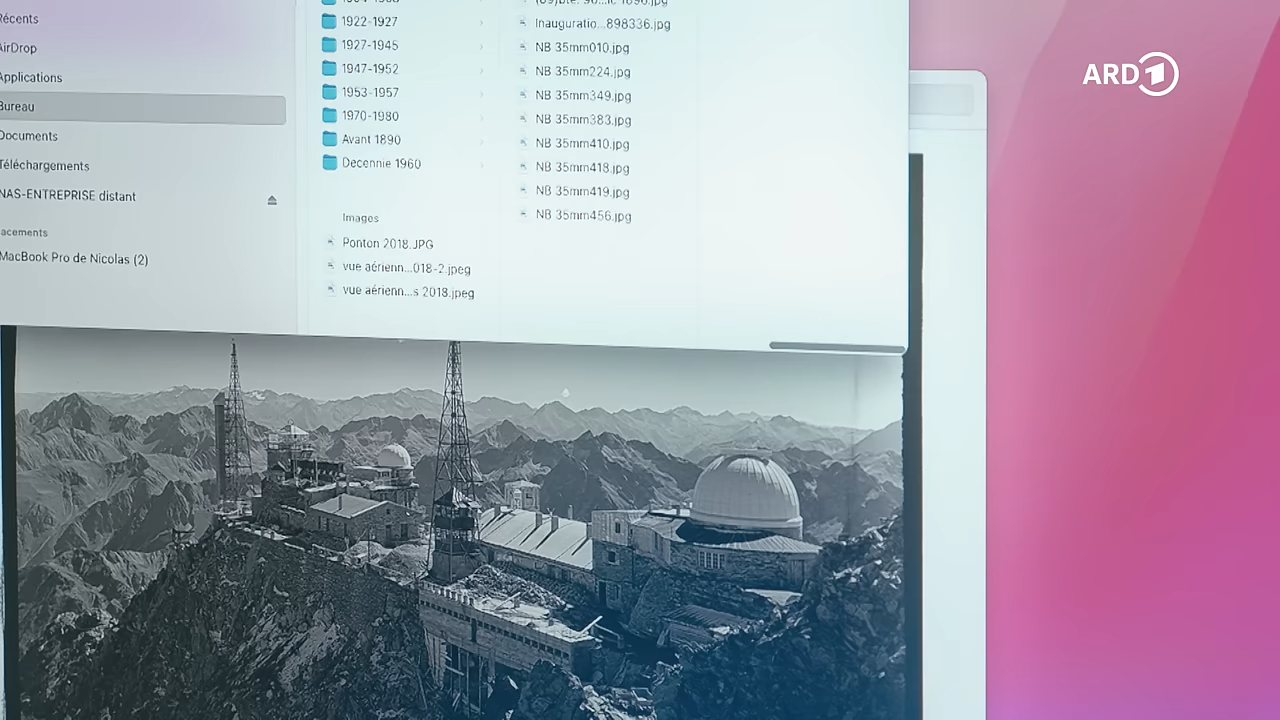 Récents
AirDrop
Applications
Bureau
Documents
Téléchargements
NAS-ENTREPRISE distant
acements
MacBook Pro de Nicolas (2)
1922-1927
1927-1945
1947-1952
1953-1957
1970-1980
Avant 1890
Decennie 1960
Images
Ponton 2018.JPG
vue aérienn...018-2.jpeg
vue aérienn...s 2018.jpeg
Inauguratio...898336.jpg
NB 35mm010.jpg
NB 35mm224.jpg
NB 35mm349.jpg
NB 35mm383.jpg
NB 35mm410.jpg
NB 35mm418.jpg
NB 35mm419.jpg
NB 35mm456.jpg
ARD 1